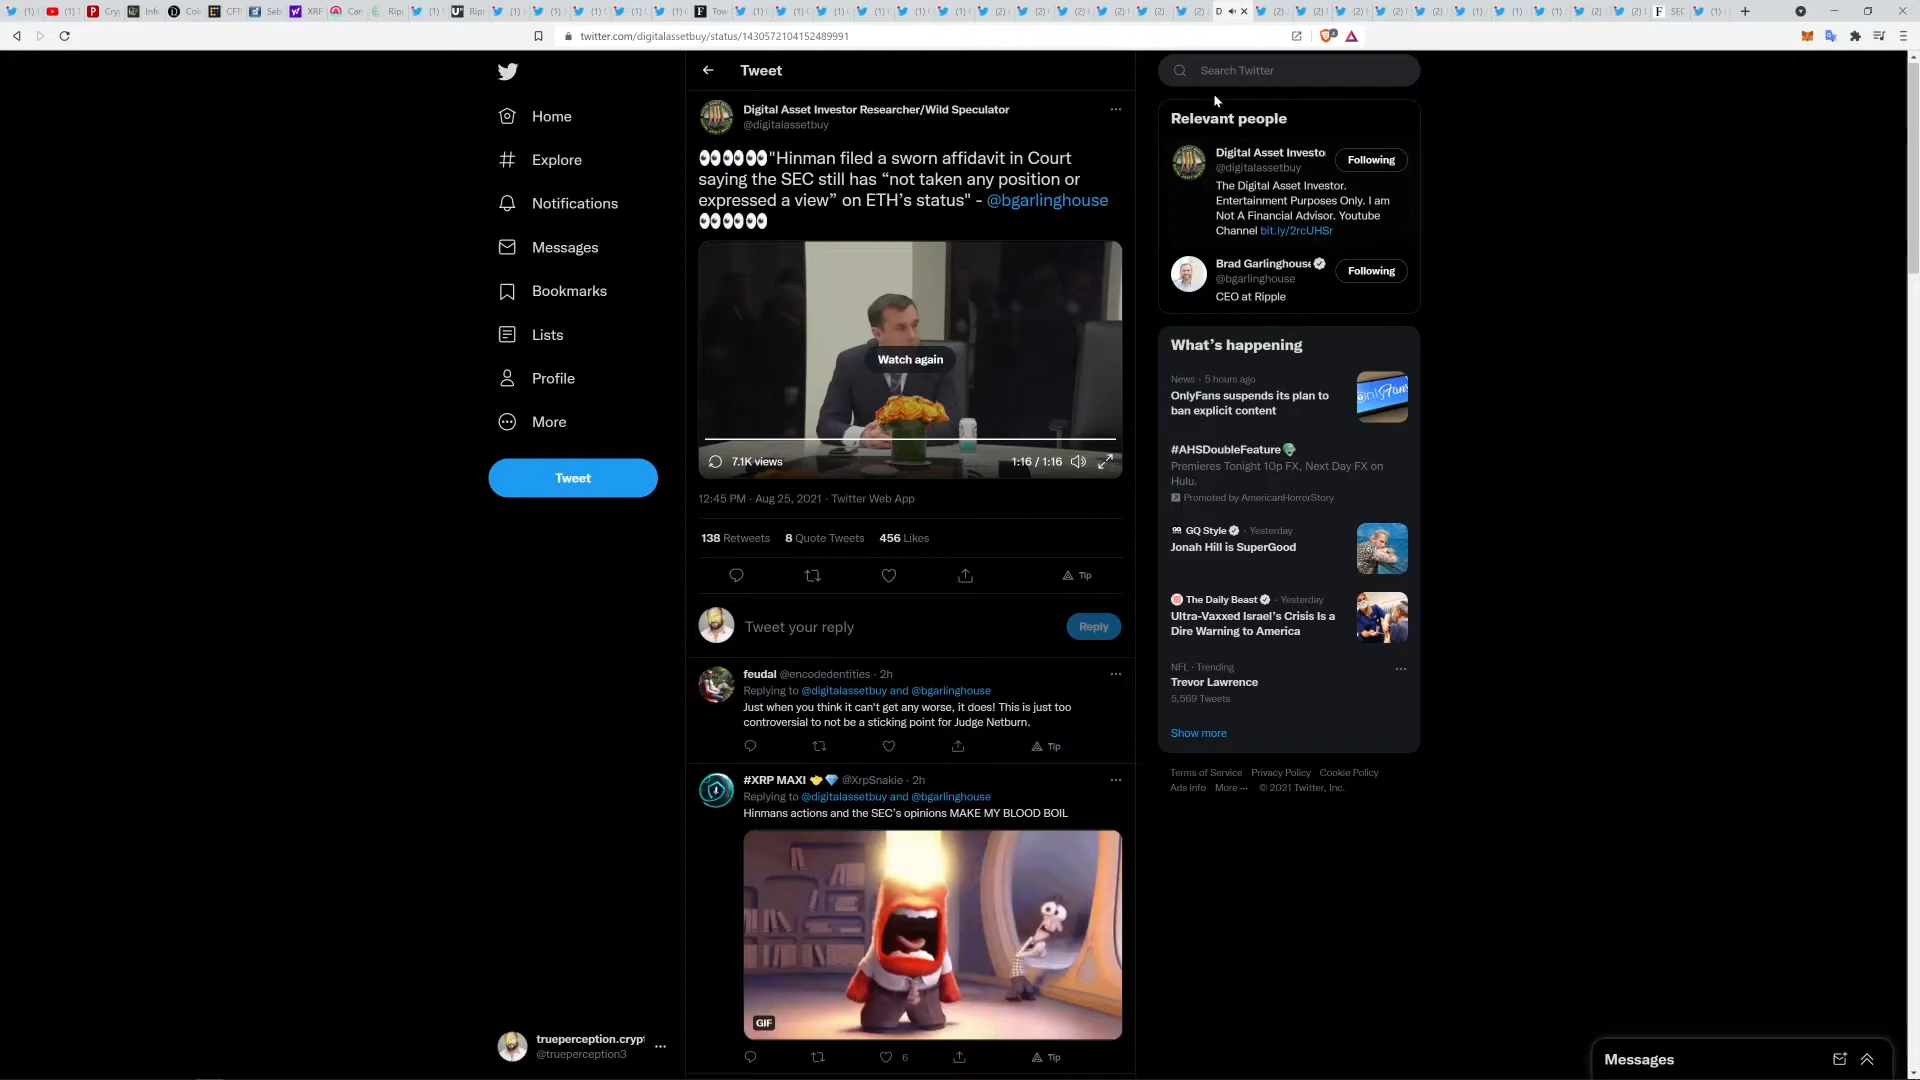 twitter.com/digitalassetbuy/status/1430572104152489991
Home
Explore
Notifications
Messages
Bookmarks
Lists
Profile
More
Tweet
trueperception.crypt
@trueperception3
Tweet
Digital Asset Investor Researcher/Wild Speculator
@digitalassetbuy
👀👀👀👀👀👀"Hinman filed a sworn affidavit in Court
saying the SEC still has “not taken any position or
expressed a view” on ETH’s status" - @bgarlinghouse
👀👀👀👀👀👀
Watch again
7.1K views
1:16 / 1:16
12:45 PM · Aug 25, 2021 · Twitter Web App
138 Retweets 8 Quote Tweets 456 Likes
Tip
Tweet your reply
Reply
feudal @encodedentities · 2h
Replying to @digitalassetbuy and @bgarlinghouse
Just when you think it can't get any worse, it does! This is just too
controversial to not be a sticking point for Judge Netburn.
Tip
#XRP MAXI @XrpSnakie · 2h
Replying to @digitalassetbuy and @bgarlinghouse
Hinmans actions and the SEC's opinions MAKE MY BLOOD BOIL
GIF
6
Tip
Search Twitter
Relevant people
Digital Asset Investo
@digitalassetbuy
Following
The Digital Asset Investor.
Entertainment Purposes Only. I am
Not A Financial Advisor. Youtube
Channel bit.ly/2rcUHSr
Brad Garlinghouse
@bgarlinghouse
Following
CEO at Ripple
What’s happening
News · 5 hours ago
OnlyFans suspends its plan to
ban explicit content
#AHSDoubleFeature
Premieres Tonight 10p FX, Next Day FX on
Hulu.
Promoted by AmericanHorrorStory
GQ Style · Yesterday
Jonah Hill is SuperGood
The Daily Beast · Yesterday
Ultra-Vaxxed Israel’s Crisis Is a
Dire Warning to America
NFL · Trending
Trevor Lawrence
5,569 Tweets
Show more
Terms of Service Privacy Policy Cookie Policy
Ads info More ··· © 2021 Twitter, Inc.
Messages